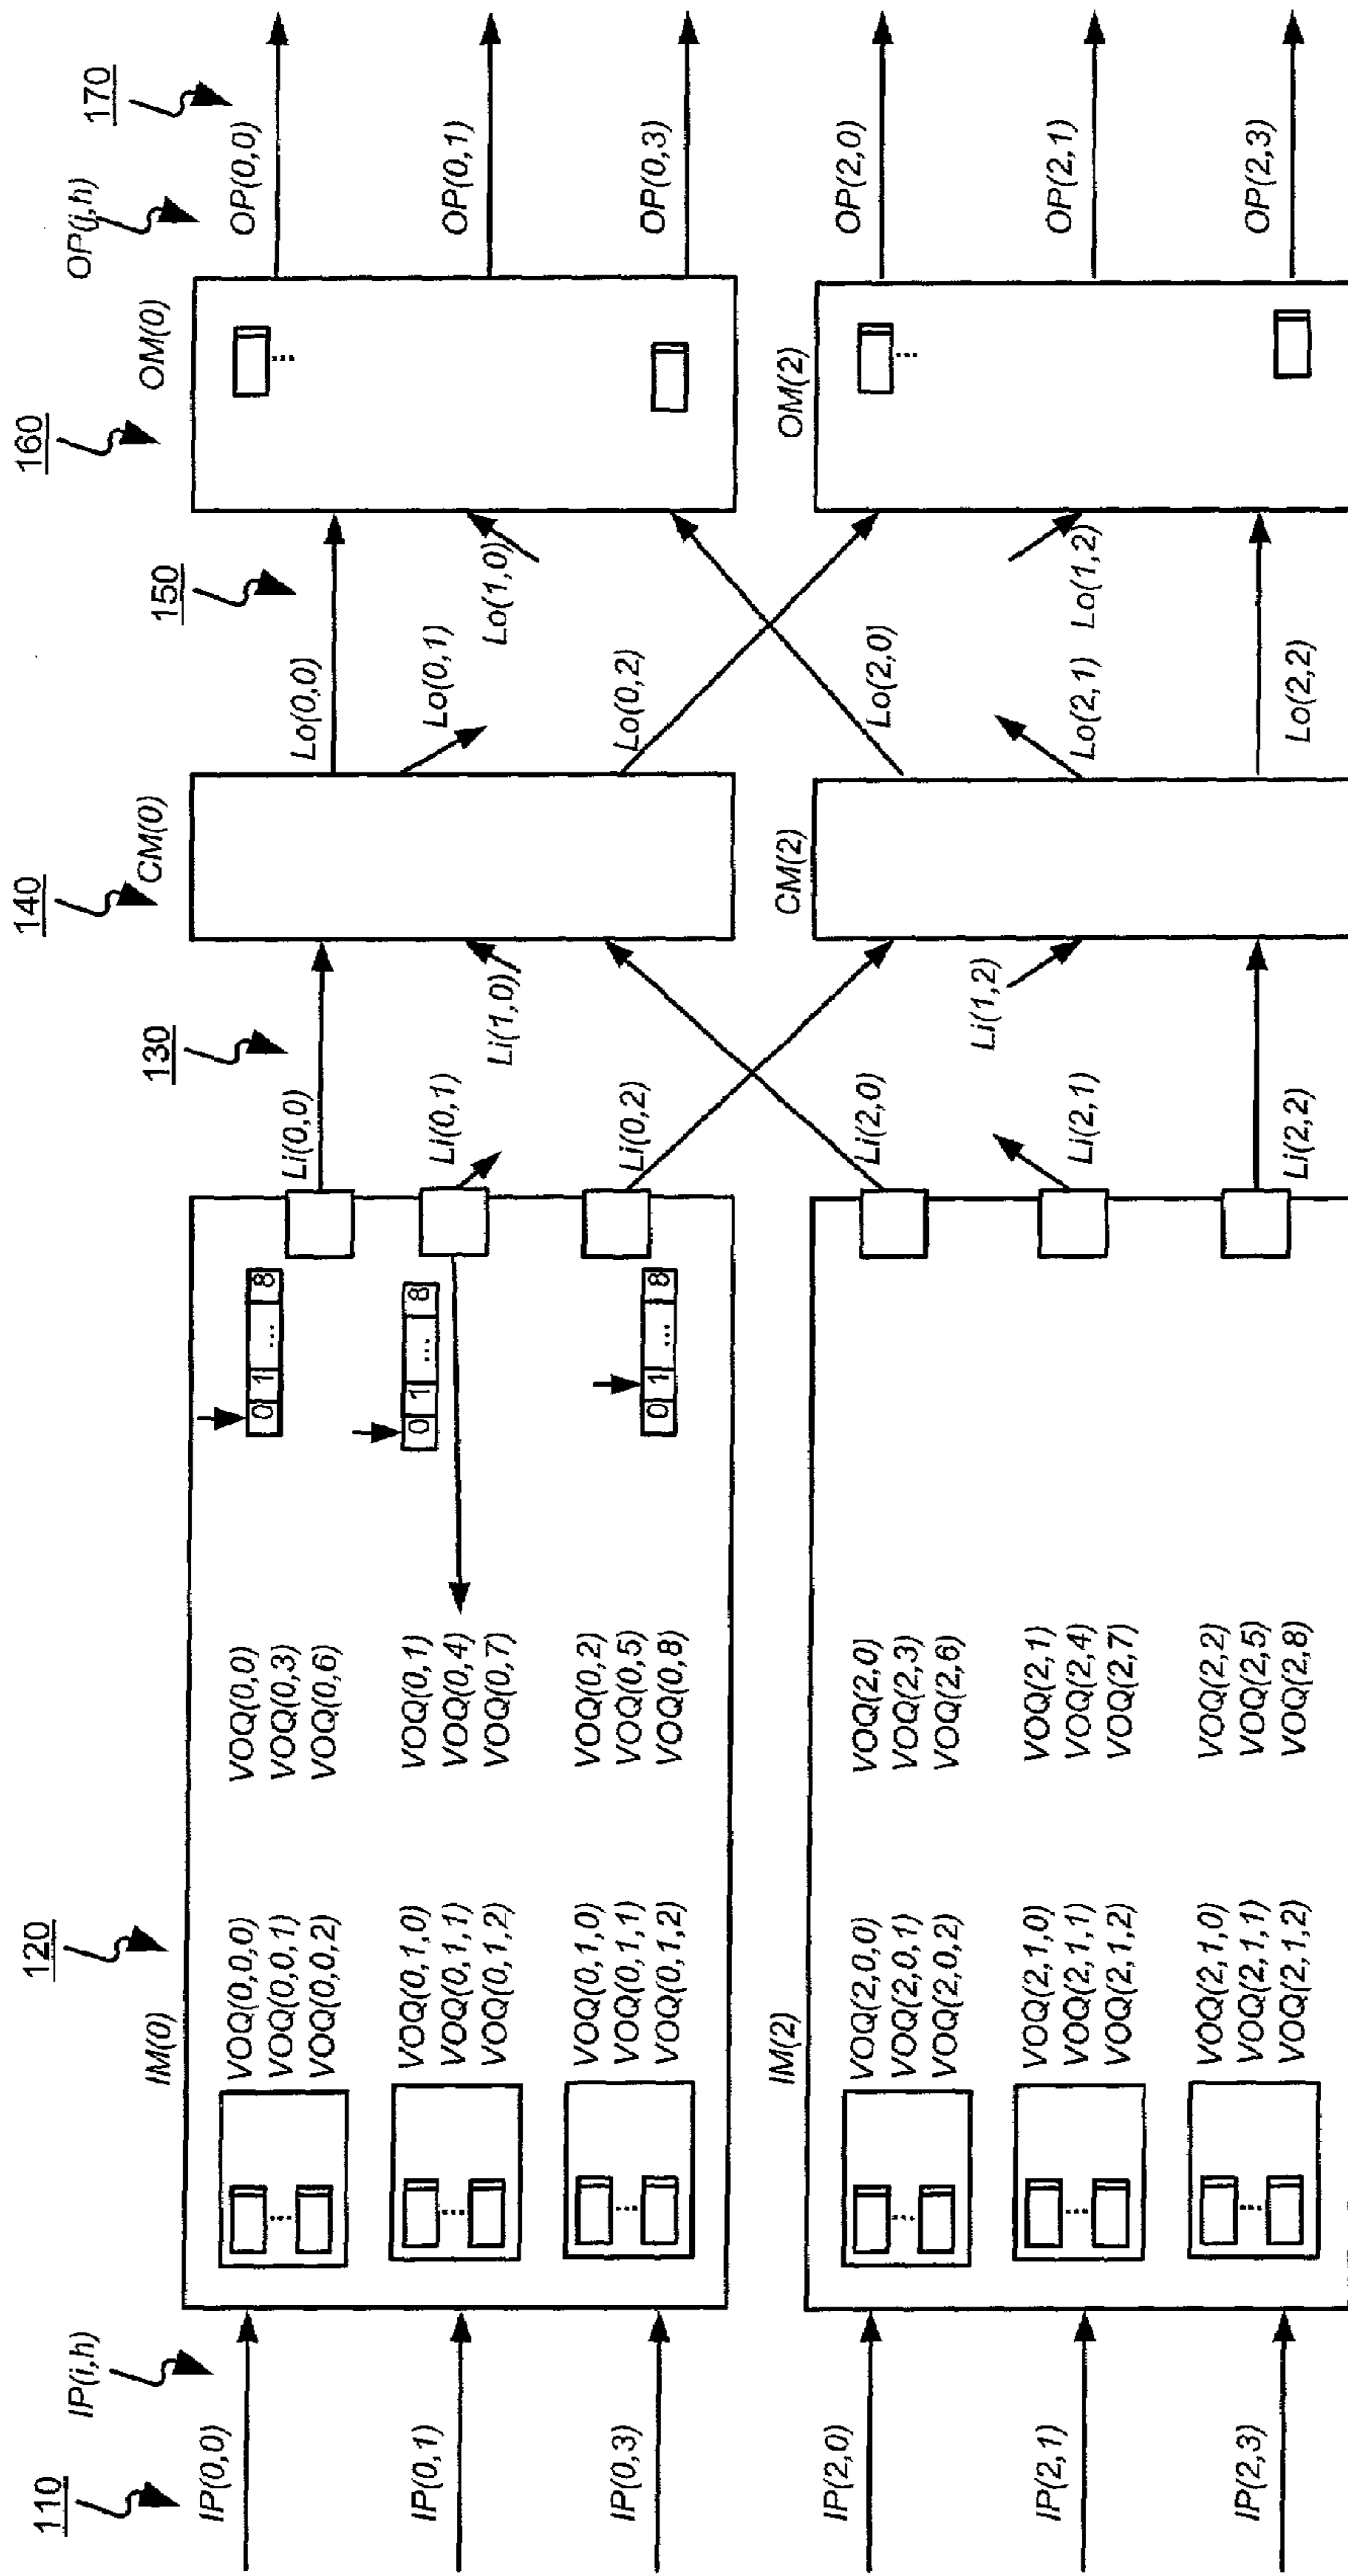 110
IP(i,h)
120
130
140
150
160
OP(j,h)
170
IM(0)
CM(0)
OM(0)
IP(0,0)
IP(0,1)
IP(0,3)
VOQ(0,0,0)
VOQ(0,0,1)
VOQ(0,0,2)
VOQ(0,1,0)
VOQ(0,1,1)
VOQ(0,1,2)
VOQ(0,1,0)
VOQ(0,1,1)
VOQ(0,1,2)
VOQ(0,0)
VOQ(0,3)
VOQ(0,6)
VOQ(0,1)
VOQ(0,4)
VOQ(0,7)
VOQ(0,2)
VOQ(0,5)
VOQ(0,8)
0 1 ... 8
0 1 ... 8
0 1 ... 8
Li(0,0)
Li(0,1)
Li(0,2)
Li(1,0)
Lo(0,0)
Lo(0,1)
Lo(0,2)
Lo(1,0)
OP(0,0)
OP(0,1)
OP(0,3)
IM(2)
CM(2)
OM(2)
IP(2,0)
IP(2,1)
IP(2,3)
VOQ(2,0,0)
VOQ(2,0,1)
VOQ(2,0,2)
VOQ(2,1,0)
VOQ(2,1,1)
VOQ(2,1,2)
VOQ(2,1,0)
VOQ(2,1,1)
VOQ(2,1,2)
VOQ(2,0)
VOQ(2,3)
VOQ(2,6)
VOQ(2,1)
VOQ(2,4)
VOQ(2,7)
VOQ(2,2)
VOQ(2,5)
VOQ(2,8)
Li(2,0)
Li(2,1)
Li(2,2)
Li(1,2)
Lo(2,0)
Lo(2,1)
Lo(2,2)
Lo(1,2)
OP(2,0)
OP(2,1)
OP(2,3)